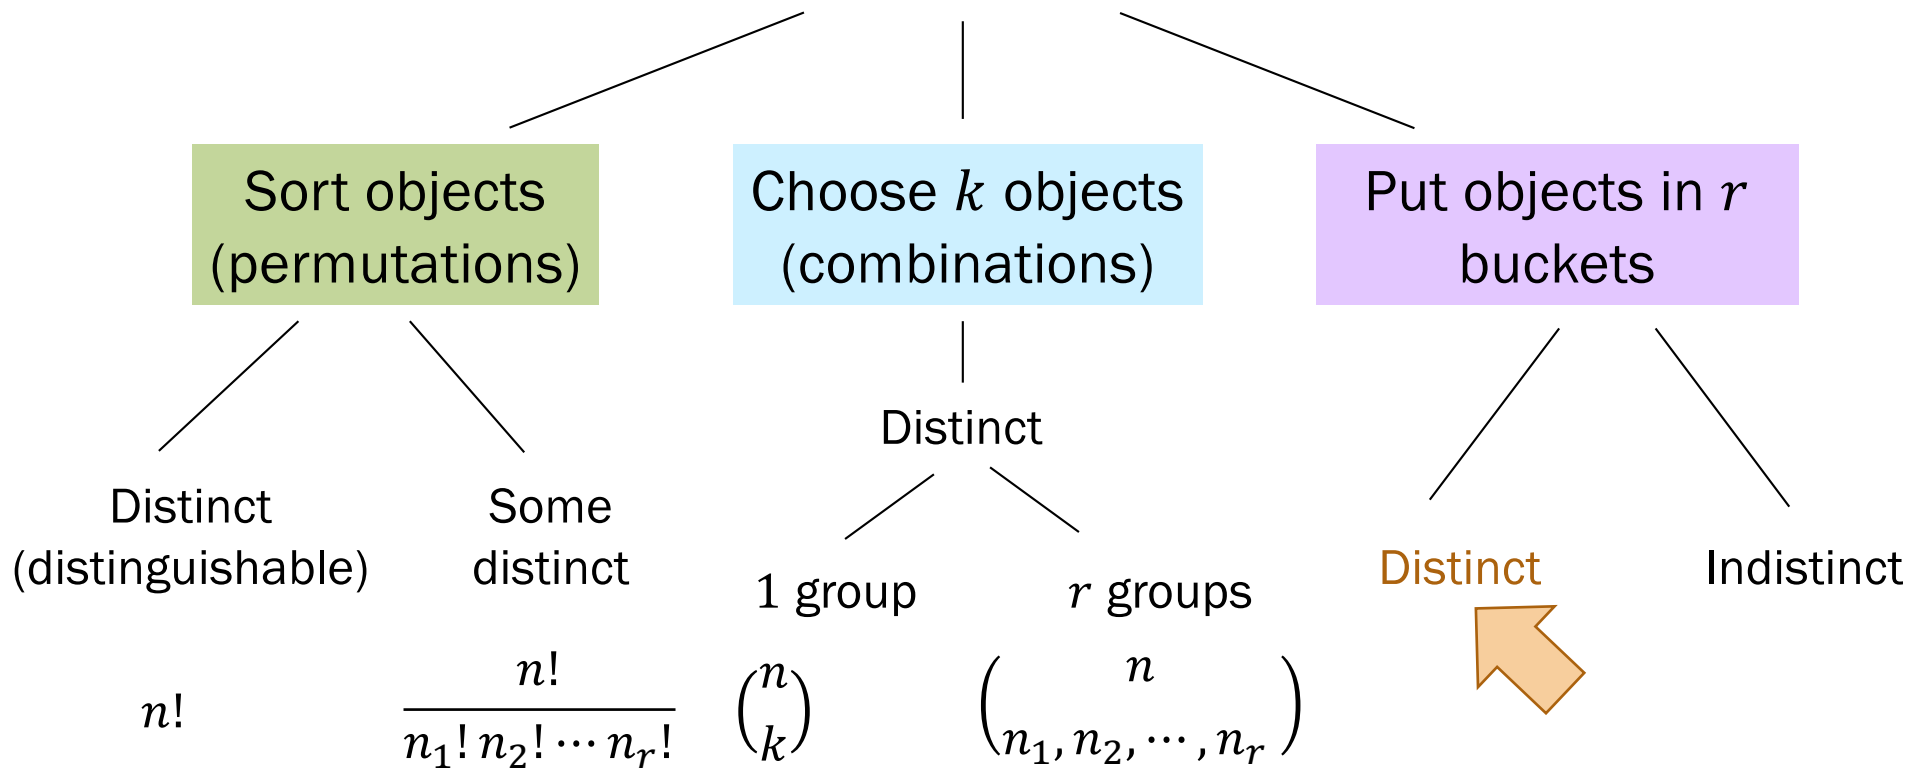 Sort objects
(permutations)
Choose k objects
(combinations)
Put objects in r
buckets
Distinct
(distinguishable)
Some
distinct
Distinct
1 group
r groups
Distinct
Indistinct
n!
n!
n₁! n₂! ⋯ nᵣ!
n
k
n
n₁, n₂, ⋯ , nᵣ